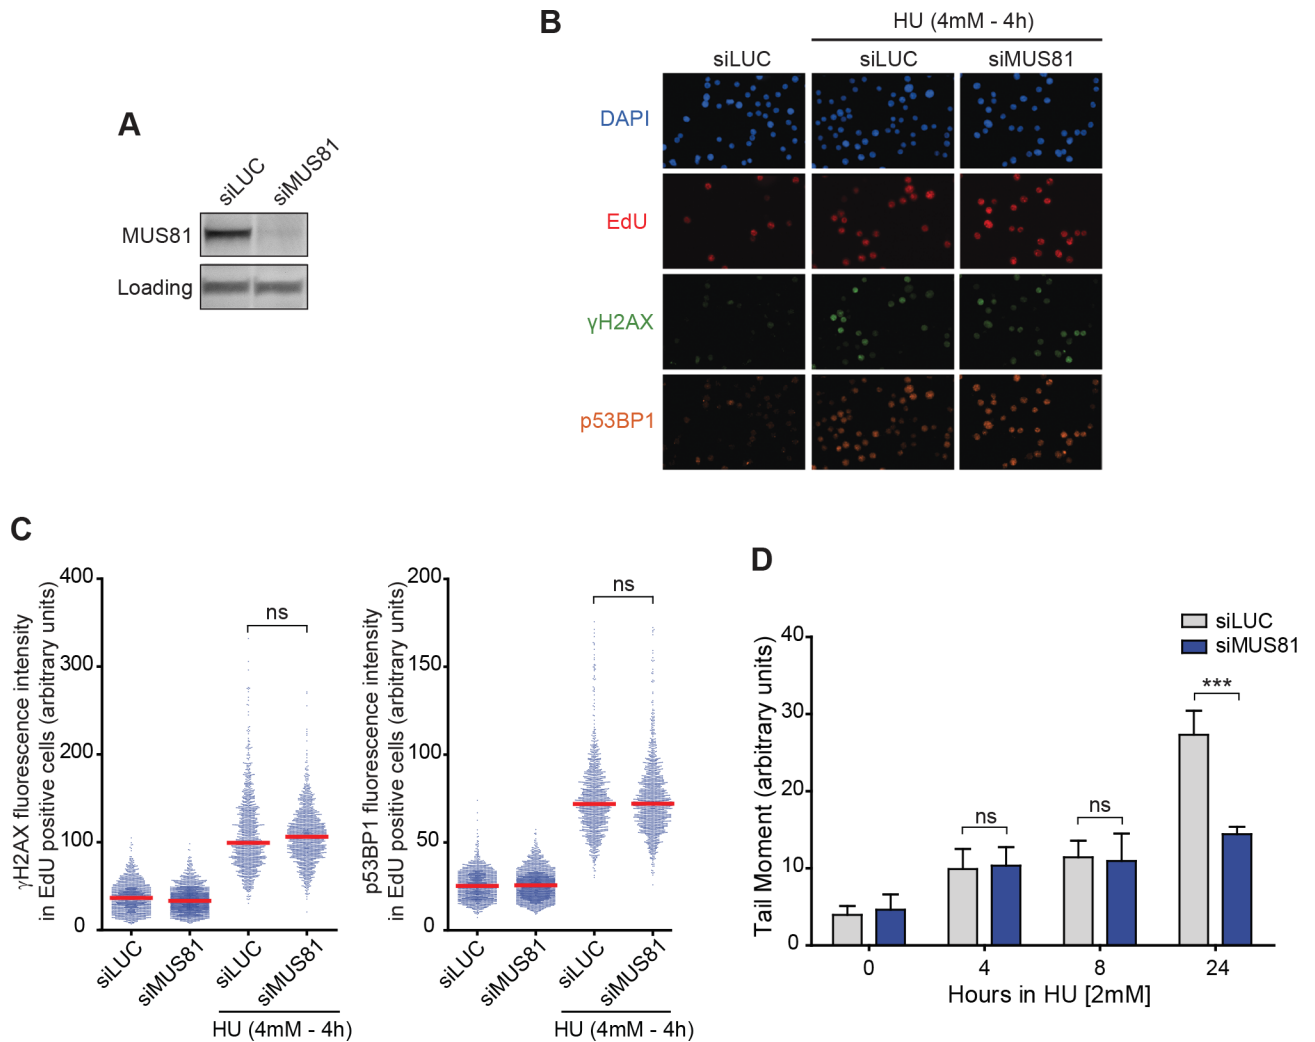 A
siLUC
siMUS81
MUS81
Loading
B
HU (4mM - 4h)
siLUC
siLUC
siMUS81
DAPI
EdU
γH2AX
p53BP1
C
γH2AX fluorescence intensity
in EdU positive cells (arbitrary units)
400
300
200
100
0
ns
siLUC
siMUS81
siLUC
siMUS81
HU (4mM - 4h)
p53BP1 fluorescence intensity
in EdU positive cells (arbitrary units)
200
150
100
50
0
ns
siLUC
siMUS81
siLUC
siMUS81
HU (4mM - 4h)
D
siLUC
siMUS81
Tail Moment (arbitrary units)
40
30
20
10
0
ns
ns
***
0
4
8
24
Hours in HU [2mM]